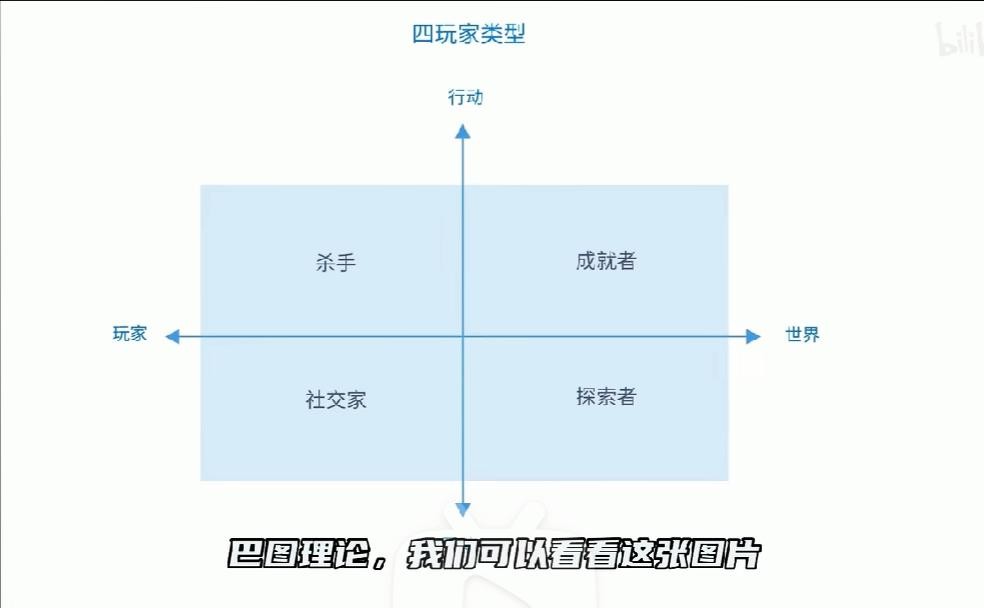 四玩家类型
bilib
行动
杀手
成就者
玩家
世界
社交家
探索者
巴图理论，我们可以看看这张图片